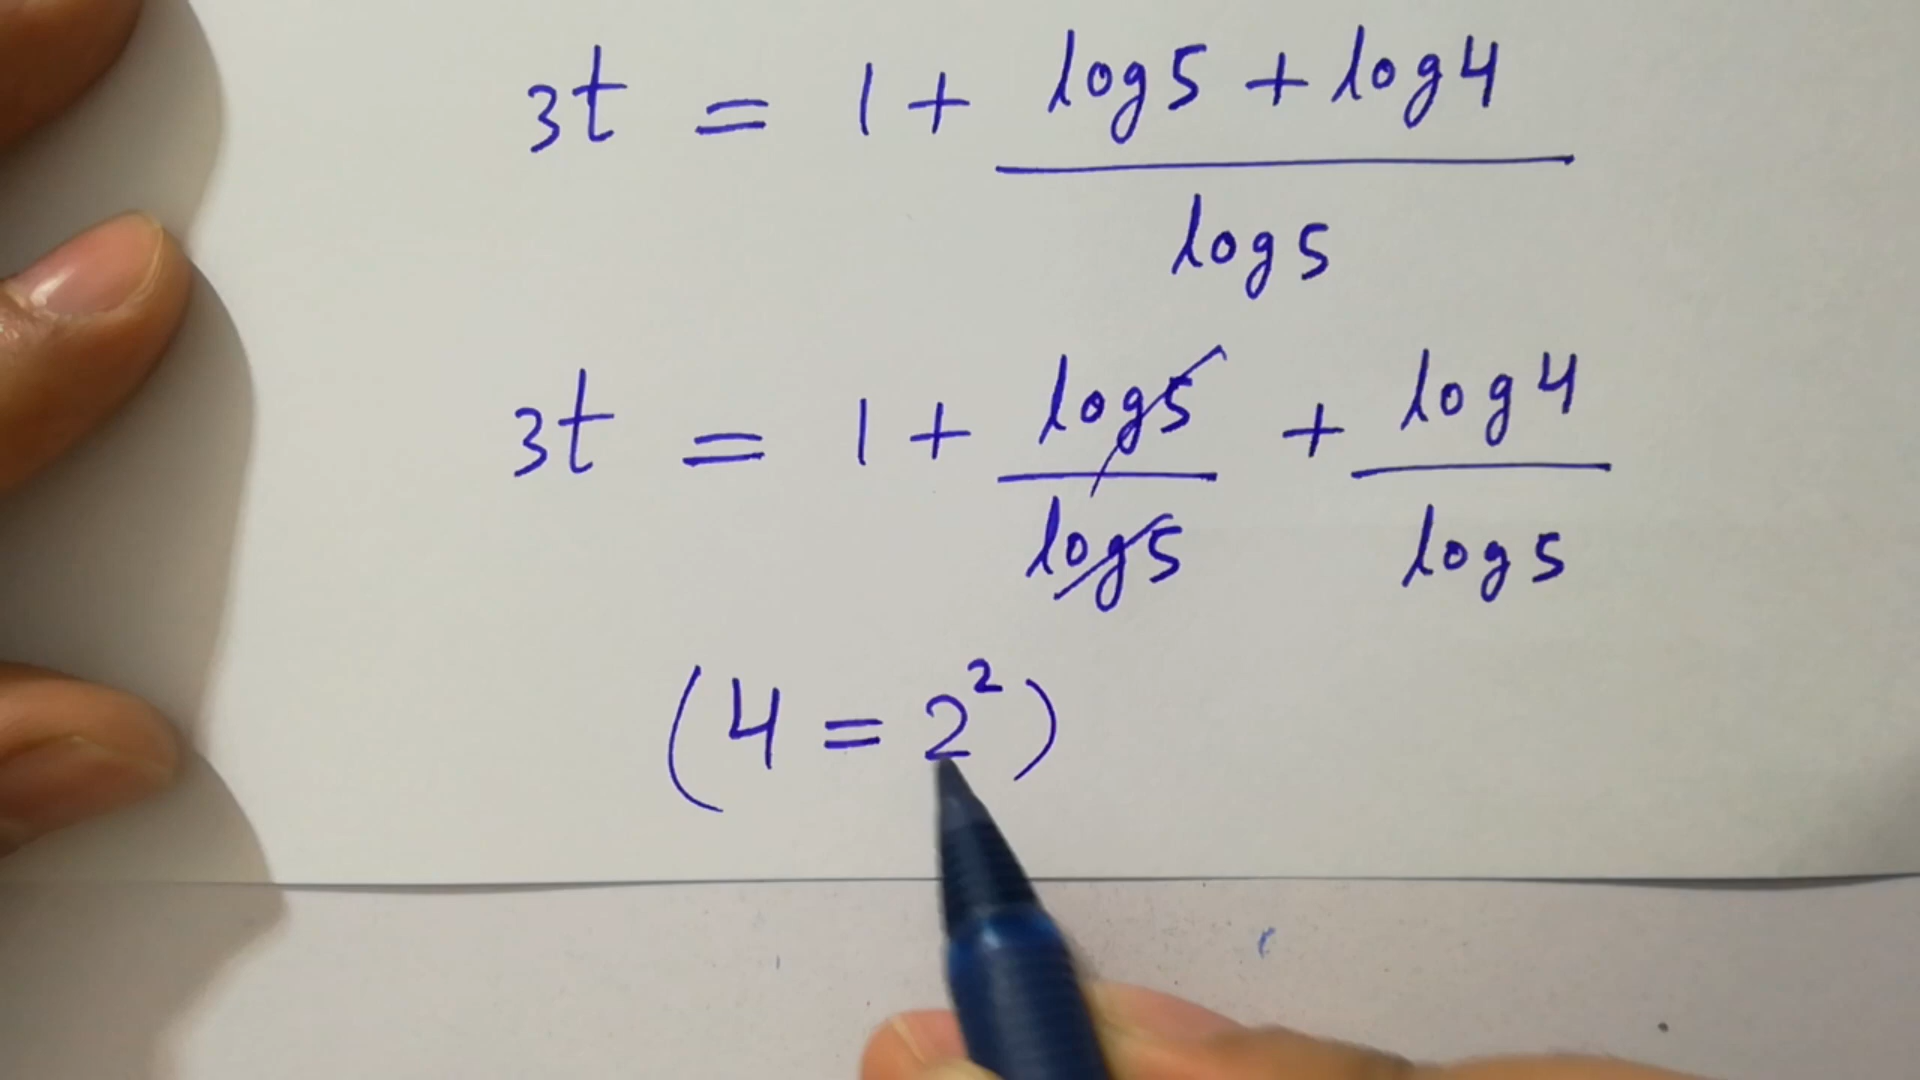 3t = 1 + (log5 + log4) / log5
3t = 1 + log5/log5 + log4/log5
(4 = 2²)